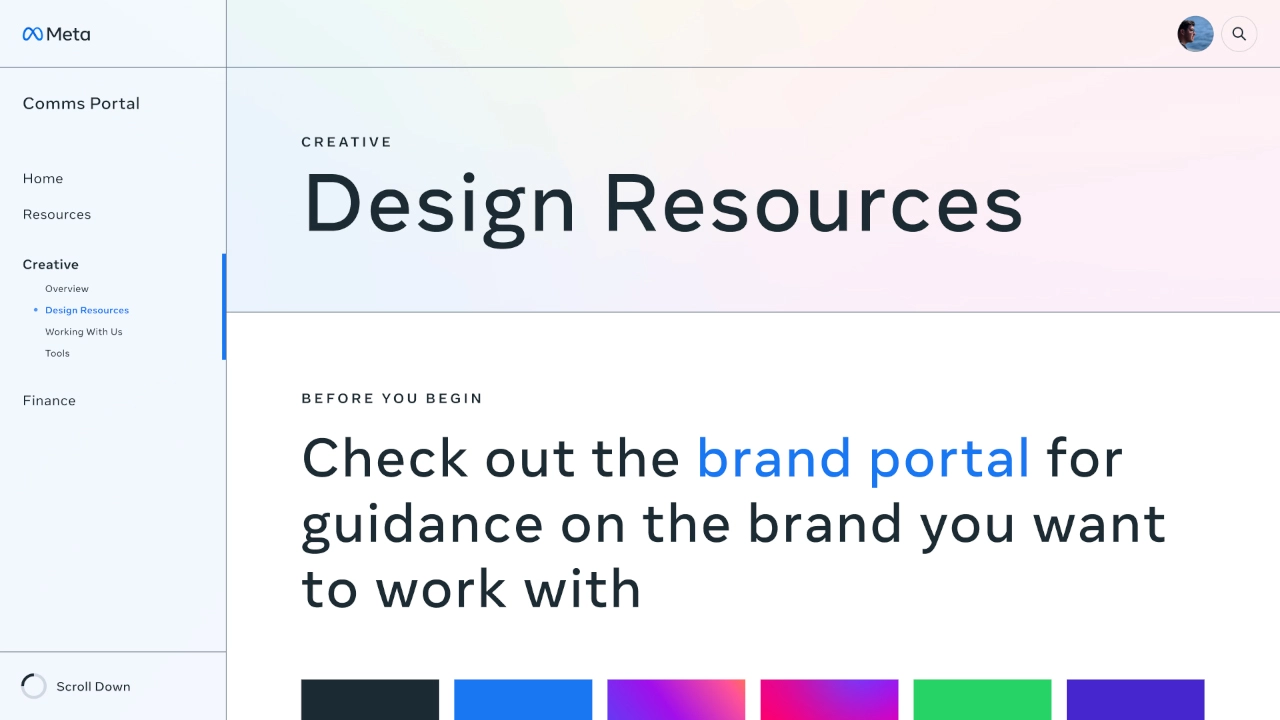 Meta
Comms Portal
Home
Resources
Creative
Overview
Design Resources
Working With Us
Tools
Finance
Scroll Down
CREATIVE
Design Resources
BEFORE YOU BEGIN
Check out the brand portal for
guidance on the brand you want
to work with